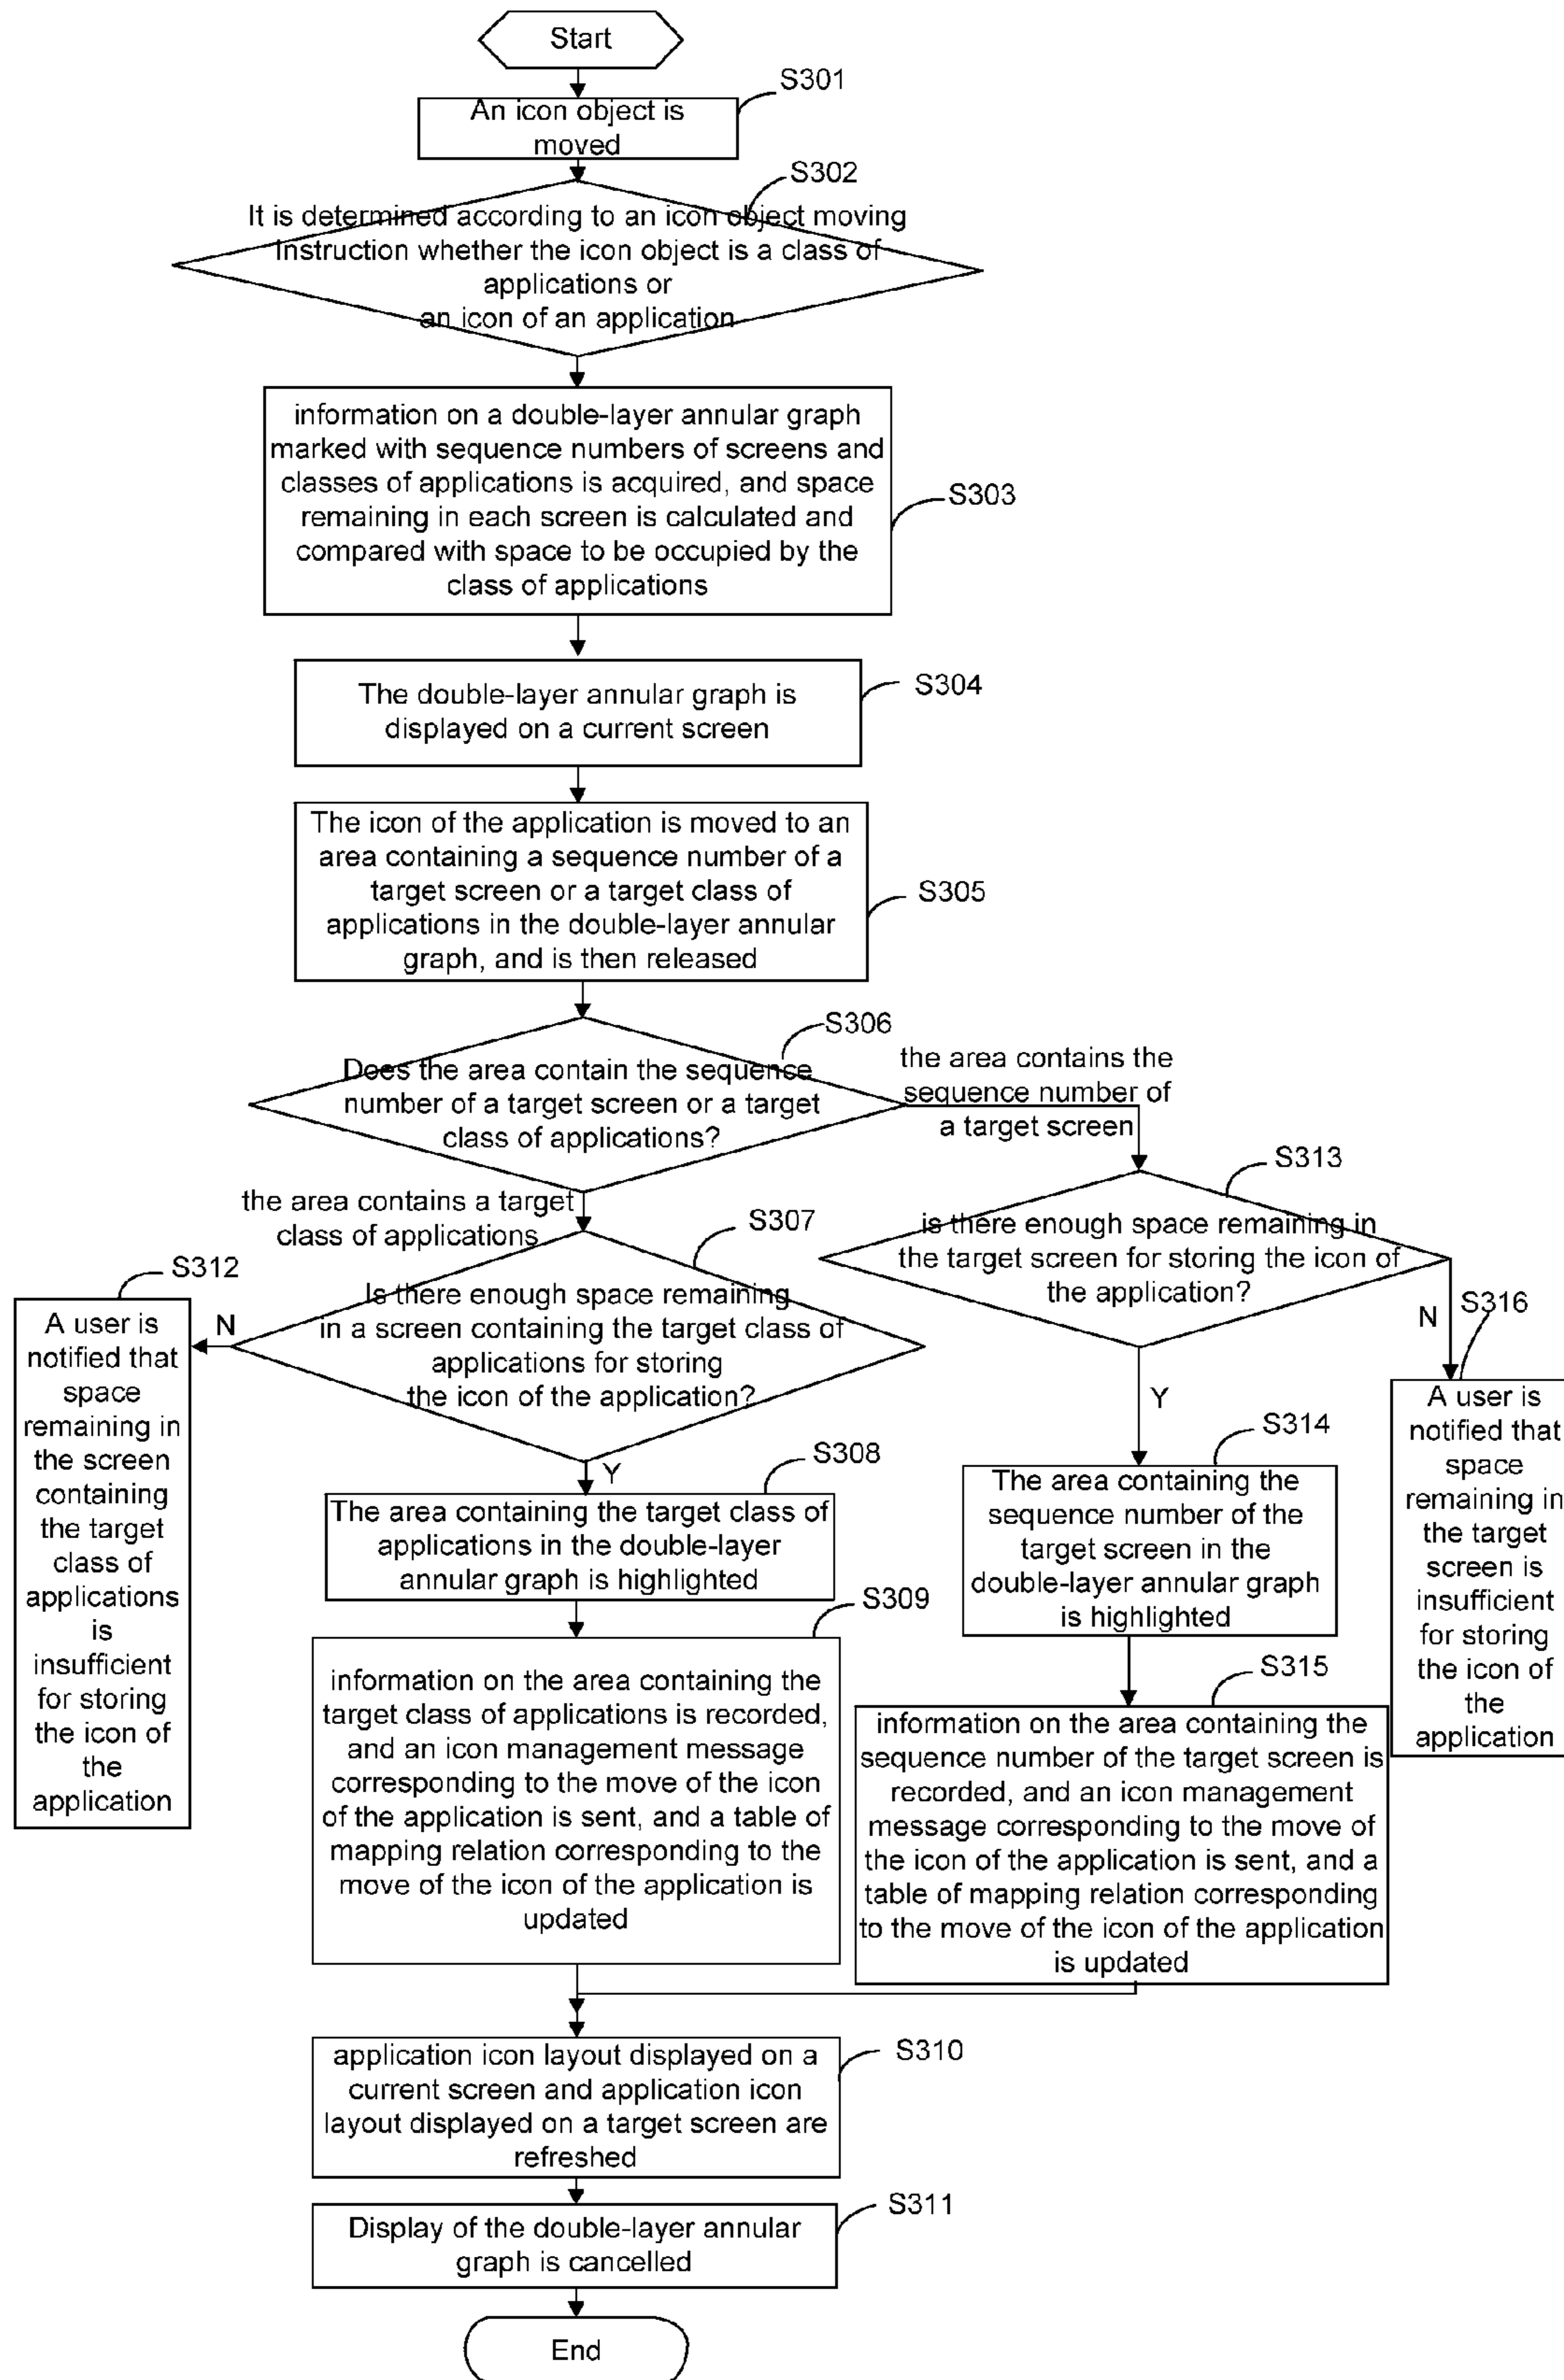 Start
S301
An icon object is
moved
S302
It is determined according to an icon object moving
instruction whether the icon object is a class of
applications or
an icon of an application
information on a double-layer annular graph
marked with sequence numbers of screens and
classes of applications is acquired, and space
remaining in each screen is calculated and
compared with space to be occupied by the
class of applications
S303
The double-layer annular graph is
displayed on a current screen
S304
The icon of the application is moved to an
area containing a sequence number of a
target screen or a target class of
applications in the double-layer annular
graph, and is then released
S305
S306
Does the area contain the sequence
number of a target screen or a target
class of applications?
the area contains the
sequence number of
a target screen
the area contains a target
class of applications
S307
Is there enough space remaining
in a screen containing the target class of
applications for storing
the icon of the application?
N
S312
A user is
notified that
space
remaining in
the screen
containing
the target
class of
applications
is
insufficient
for storing
the icon of
the
application
S313
is there enough space remaining in
the target screen for storing the icon of
the application?
N
S316
A user is
notified that
space
remaining in
the target
screen is
insufficient
for storing
the icon of
the
application
Y
S308
The area containing the target class of
applications in the double-layer
annular graph is highlighted
Y
S314
The area containing the
sequence number of the
target screen in the
double-layer annular graph
is highlighted
S309
information on the area containing the
target class of applications is recorded,
and an icon management message
corresponding to the move of the icon
of the application is sent, and a table of
mapping relation corresponding to the
move of the icon of the application is
updated
S315
information on the area containing the
sequence number of the target screen is
recorded, and an icon management
message corresponding to the move of
the icon of the application is sent, and a
table of mapping relation corresponding
to the move of the icon of the application
is updated
S310
application icon layout displayed on a
current screen and application icon
layout displayed on a target screen are
refreshed
S311
Display of the double-layer annular
graph is cancelled
End